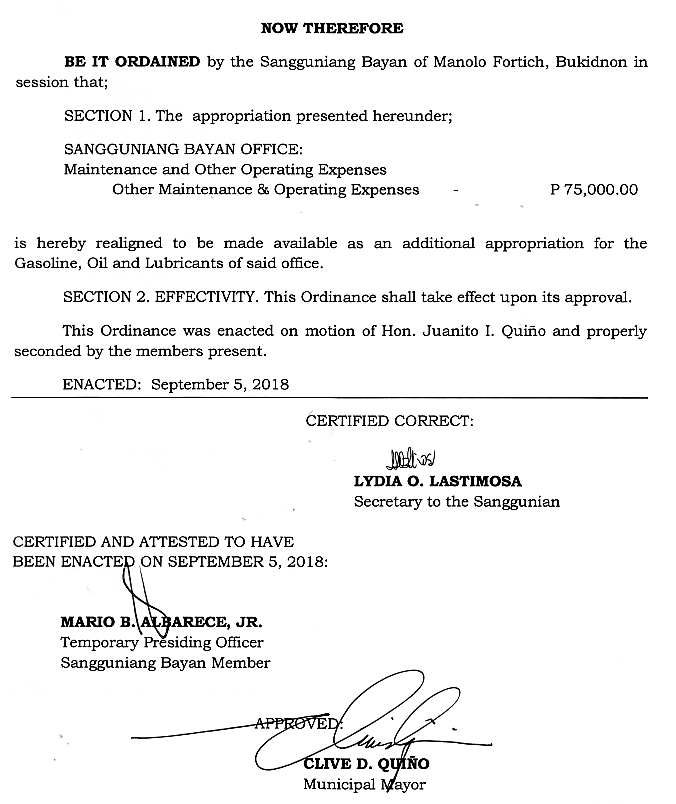 NOW THEREFORE
BE IT ORDAINED by the Sangguniang Bayan of Manolo Fortich, Bukidnon in
session that;
SECTION 1. The appropriation presented hereunder;
SANGGUNIANG BAYAN OFFICE:
Maintenance and Other Operating Expenses
Other Maintenance & Operating Expenses - P 75,000.00
is hereby realigned to be made available as an additional appropriation for the
Gasoline, Oil and Lubricants of said office.
SECTION 2. EFFECTIVITY. This Ordinance shall take effect upon its approval.
This Ordinance was enacted on motion of Hon. Juanito I. Quiño and properly
seconded by the members present.
ENACTED: September 5, 2018
CERTIFIED CORRECT:
LYDIA O. LASTIMOSA
Secretary to the Sanggunian
CERTIFIED AND ATTESTED TO HAVE
BEEN ENACTED ON SEPTEMBER 5, 2018:
MARIO B. ALBARECE, JR.
Temporary Presiding Officer
Sangguniang Bayan Member
APPROVED:
CLIVE D. QUIÑO
Municipal Mayor